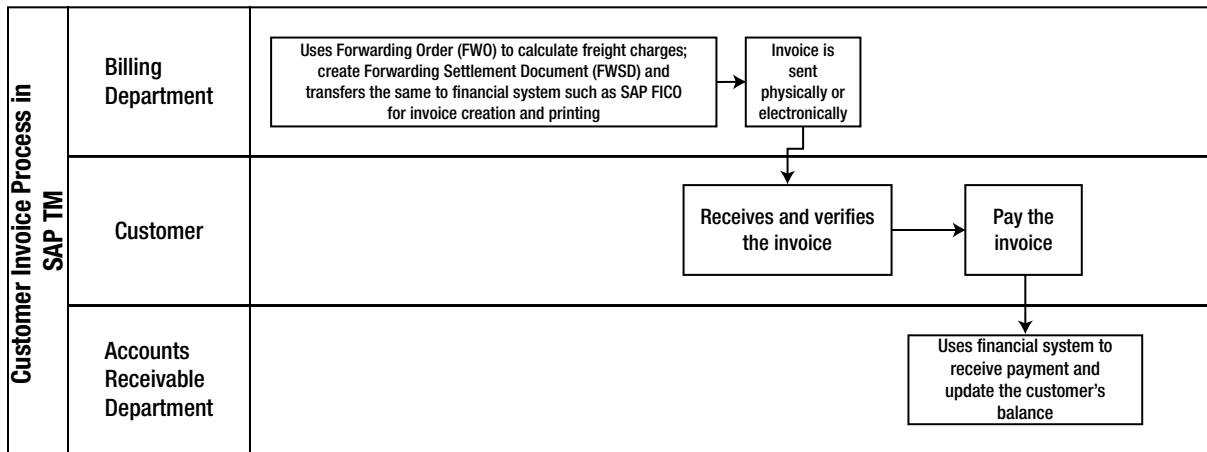 Customer Invoice Process in
SAP TM
Billing
Department
Uses Forwarding Order (FWO) to calculate freight charges;
create Forwarding Settlement Document (FWSD) and
transfers the same to financial system such as SAP FICO
for invoice creation and printing
Invoice is
sent
physically or
electronically
Customer
Receives and verifies
the invoice
Pay the
invoice
Accounts
Receivable
Department
Uses financial system to
receive payment and
update the customer's
balance